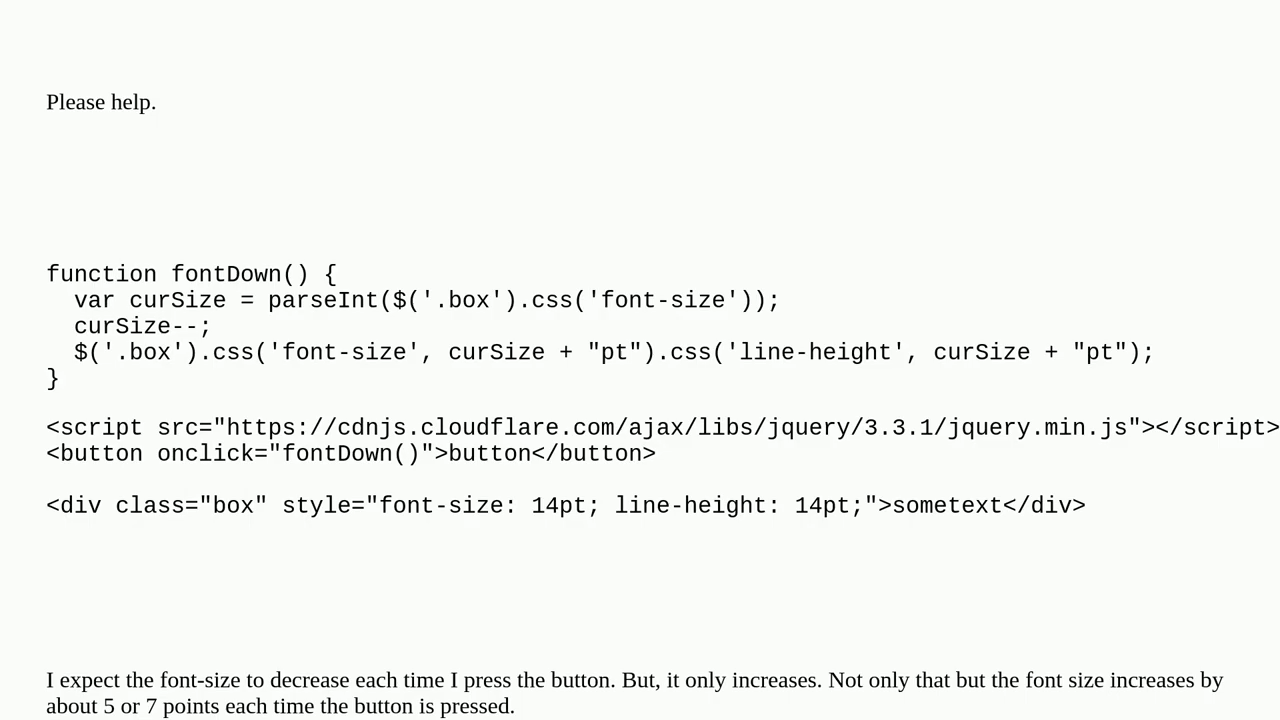 Please help.
function fontDown() {
  var curSize = parseInt($('.box').css('font-size'));
  curSize--;
  $('.box').css('font-size', curSize + "pt").css('line-height', curSize + "pt");
}
<script src="https://cdnjs.cloudflare.com/ajax/libs/jquery/3.3.1/jquery.min.js"></script>
<button onclick="fontDown()">button</button>
<div class="box" style="font-size: 14pt; line-height: 14pt;">sometext</div>
I expect the font-size to decrease each time I press the button. But, it only increases. Not only that but the font size increases by
about 5 or 7 points each time the button is pressed.